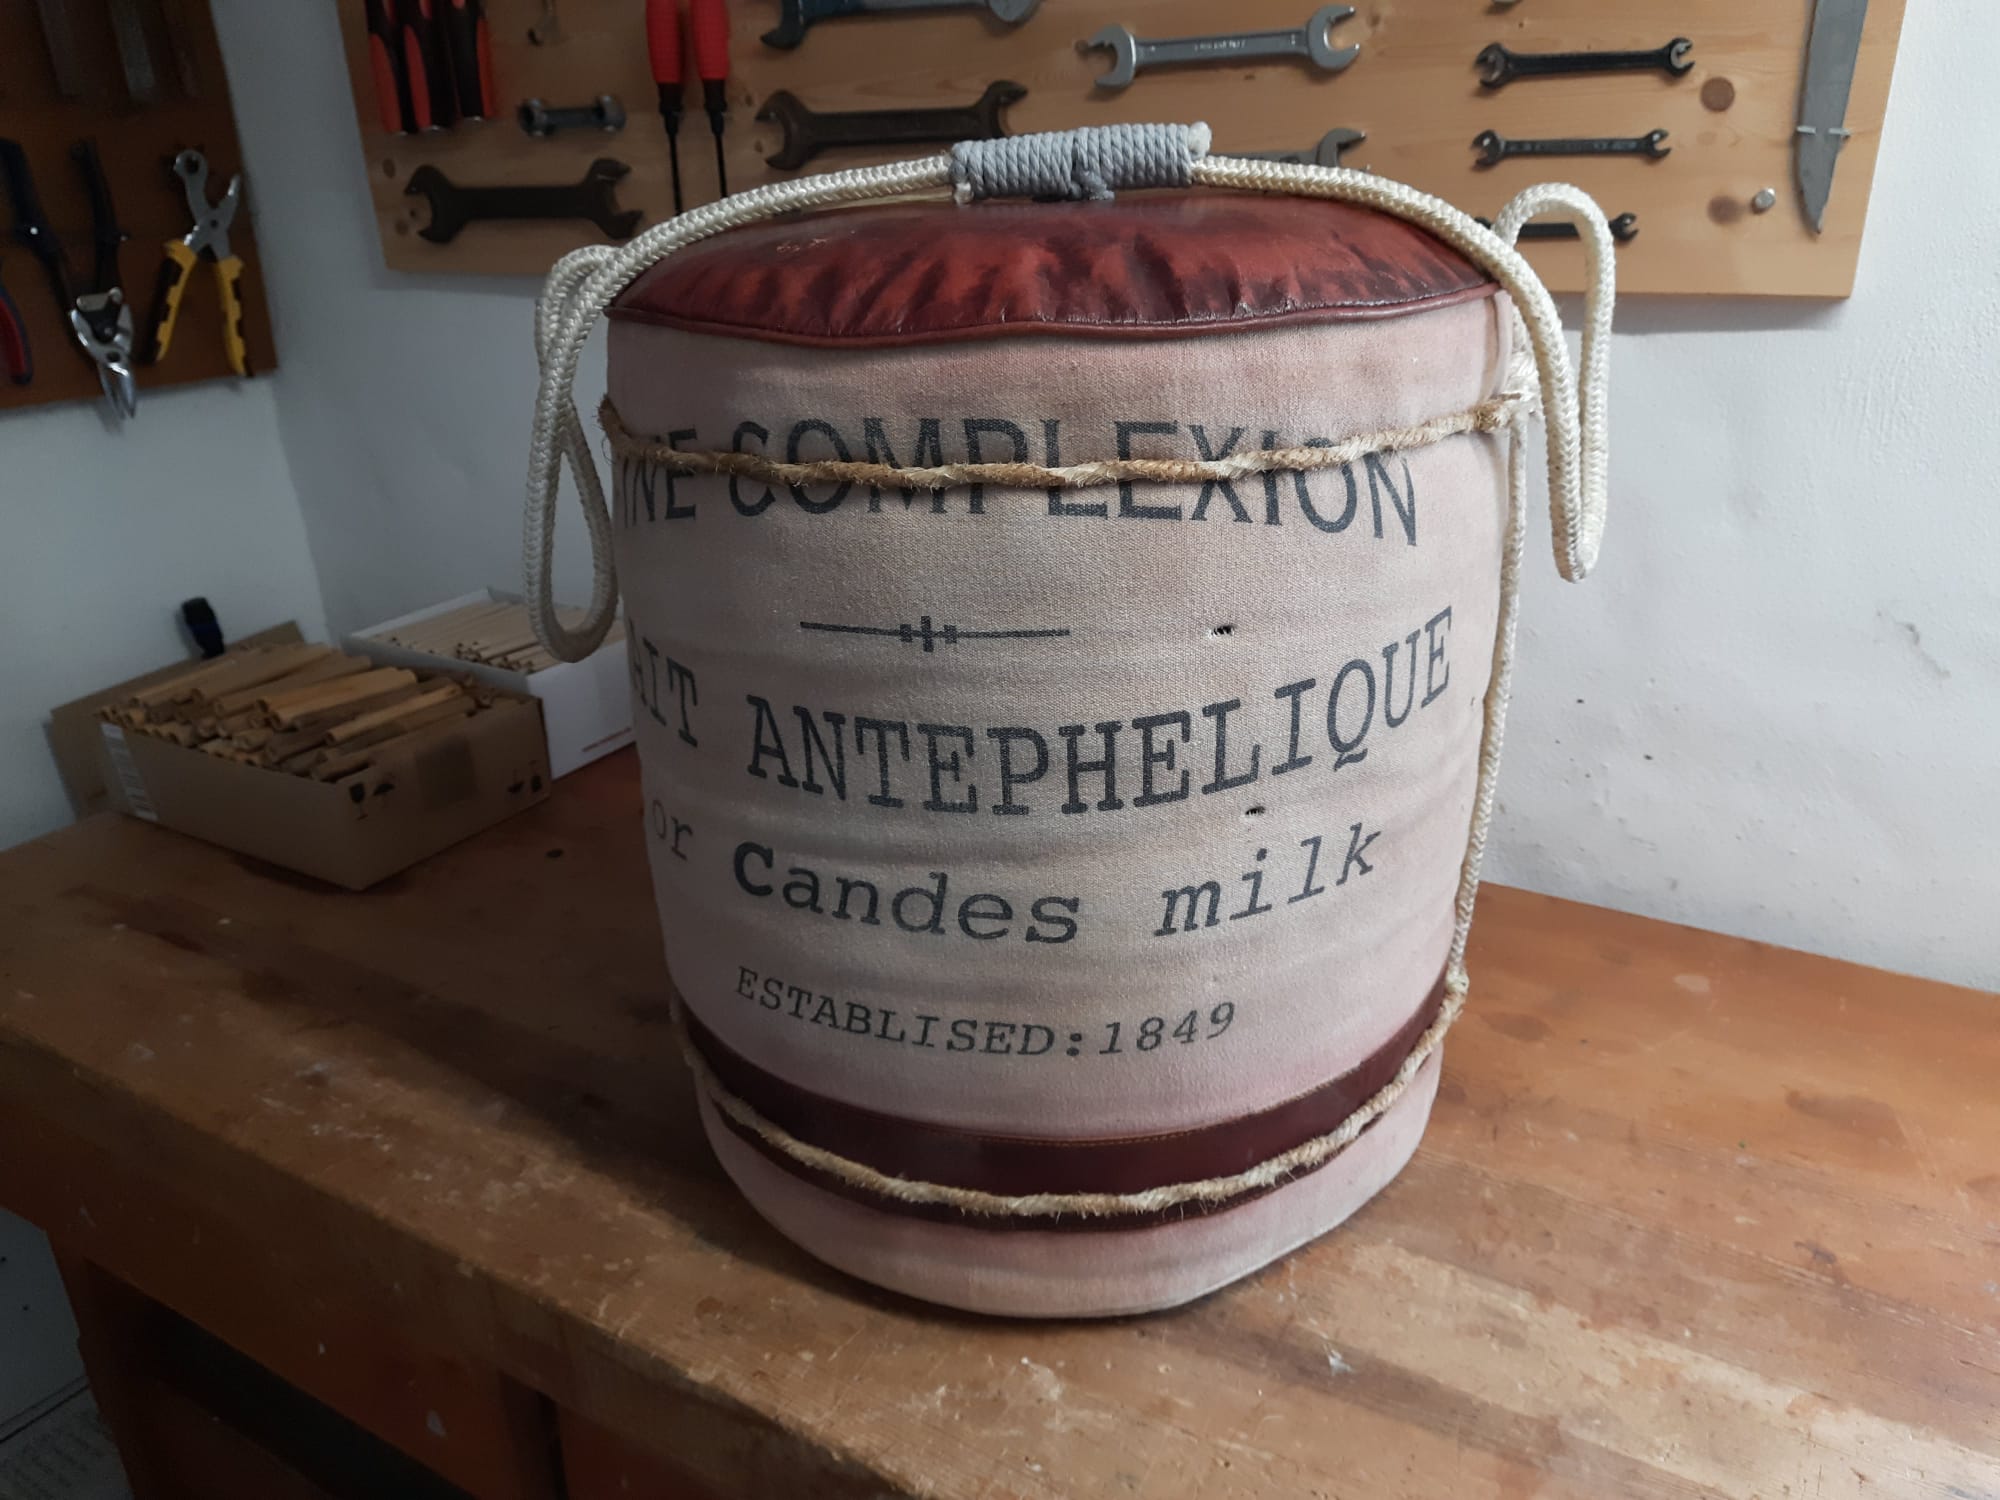 COMPLEXION
ANTEPHELIQUE
or Candes milk
ESTABLISED:1849